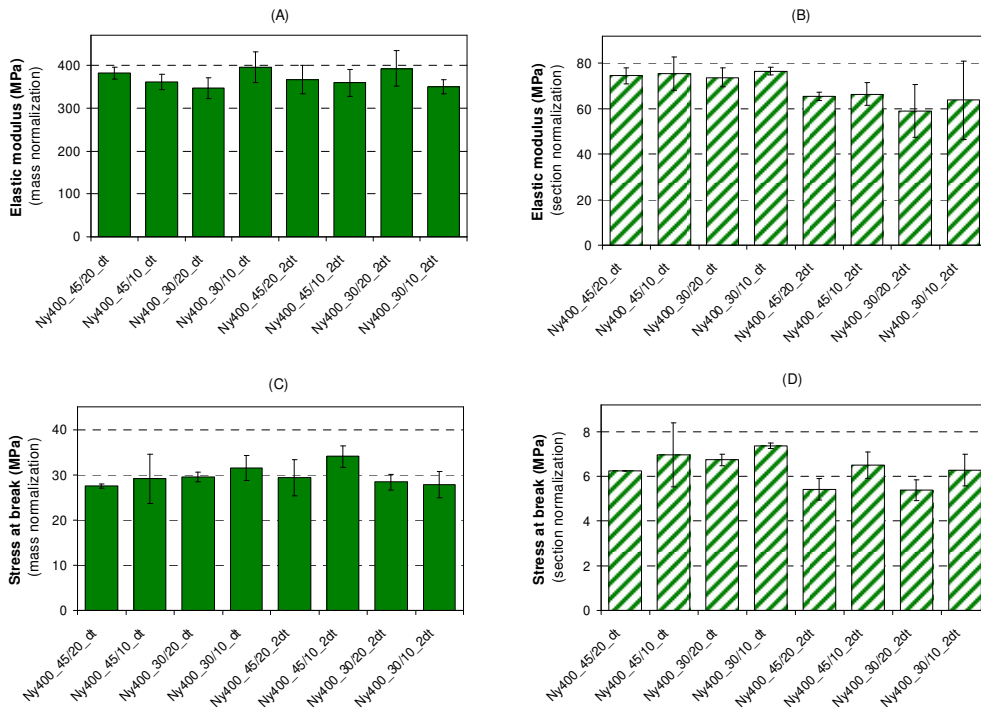 (A)
Elastic modulus (MPa)
(mass normalization)
400
300
200
100
0
Ny400_45/20_dt
Ny400_45/10_dt
Ny400_30/20_dt
Ny400_30/10_dt
Ny400_45/20_2dt
Ny400_45/10_2dt
Ny400_30/20_2dt
Ny400_30/10_2dt
(B)
Elastic modulus (MPa)
(section normalization)
80
60
40
20
0
Ny400_45/20_dt
Ny400_45/10_dt
Ny400_30/20_dt
Ny400_30/10_dt
Ny400_45/20_2dt
Ny400_45/10_2dt
Ny400_30/20_2dt
Ny400_30/10_2dt
(C)
Stress at break (MPa)
(mass normalization)
40
30
20
10
0
Ny400_45/20_dt
Ny400_45/10_dt
Ny400_30/20_dt
Ny400_30/10_dt
Ny400_45/20_2dt
Ny400_45/10_2dt
Ny400_30/20_2dt
Ny400_30/10_2dt
(D)
Stress at break (MPa)
(section normalization)
8
6
4
2
0
Ny400_45/20_dt
Ny400_45/10_dt
Ny400_30/20_dt
Ny400_30/10_dt
Ny400_45/20_2dt
Ny400_45/10_2dt
Ny400_30/20_2dt
Ny400_30/10_2dt